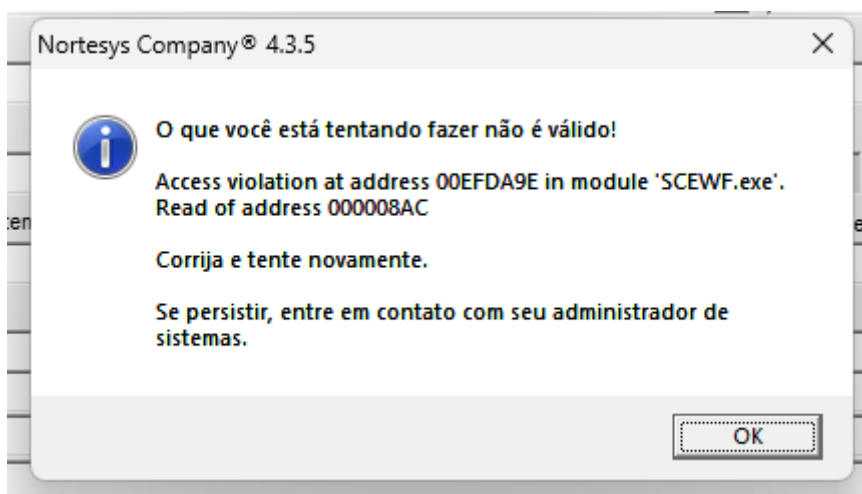 Nortesys Company® 4.3.5
O que você está tentando fazer não é válido!
Access violation at address 00EFDA9E in module 'SCEWF.exe'.
Read of address 000008AC
Corrija e tente novamente.
Se persistir, entre em contato com seu administrador de
sistemas.
OK